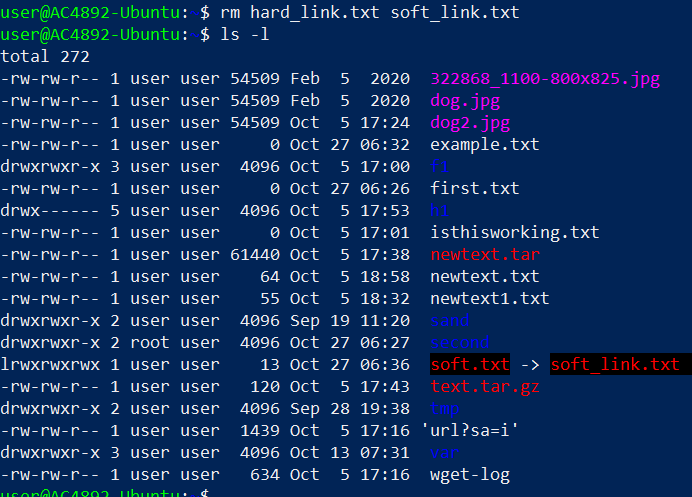 user@AC4892-Ubuntu:~$ rm hard_link.txt soft_link.txt
user@AC4892-Ubuntu:~$ ls -l
total 272
-rw-rw-r-- 1 user user 54509 Feb  5  2020 322868_1100-800x825.jpg
-rw-rw-r-- 1 user user 54509 Feb  5  2020 dog.jpg
-rw-rw-r-- 1 user user 54509 Oct  5 17:24 dog2.jpg
-rw-rw-r-- 1 user user     0 Oct 27 06:32 example.txt
drwxrwxr-x 3 user user  4096 Oct  5 17:00 f1
-rw-rw-r-- 1 user user     0 Oct 27 06:26 first.txt
drwx------ 5 user user  4096 Oct  5 17:53 h1
-rw-rw-r-- 1 user user     0 Oct  5 17:01 isthisworking.txt
-rw-rw-r-- 1 user user 61440 Oct  5 17:38 newtext.tar
-rw-rw-r-- 1 user user    64 Oct  5 18:58 newtext.txt
-rw-rw-r-- 1 user user    55 Oct  5 18:32 newtext1.txt
drwxrwxr-x 2 user user  4096 Sep 19 11:20
drwxrwxr-x 2 root user  4096 Oct 27 06:27 second
lrwxrwxrwx 1 user user    13 Oct 27 06:36 soft.txt -> soft_link.txt
-rw-rw-r-- 1 user user   120 Oct  5 17:43 text.tar.gz
drwxrwxr-x 2 user user  4096 Sep 28 19:38 tmp
-rw-rw-r-- 1 user user  1439 Oct  5 17:16 'url?sa=i'
drwxrwxr-x 3 user user  4096 Oct 13 07:31 var
-rw-rw-r-- 1 user user   634 Oct  5 17:16 wget-log
user@AC4892-Ubuntu:~$